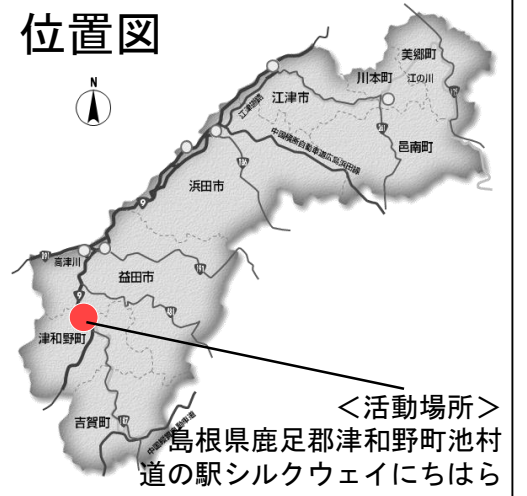 位置図
N
美郷町
川本町
江の川
江津市
江津道路
中国横断自動車道広島浜田線
邑南町
浜田市
9
高津川
益田市
9
津和野町
吉賀町
中国縦貫自動車道
＜活動場所＞
島根県鹿足郡津和野町池村
道の駅シルクウェイにちはら